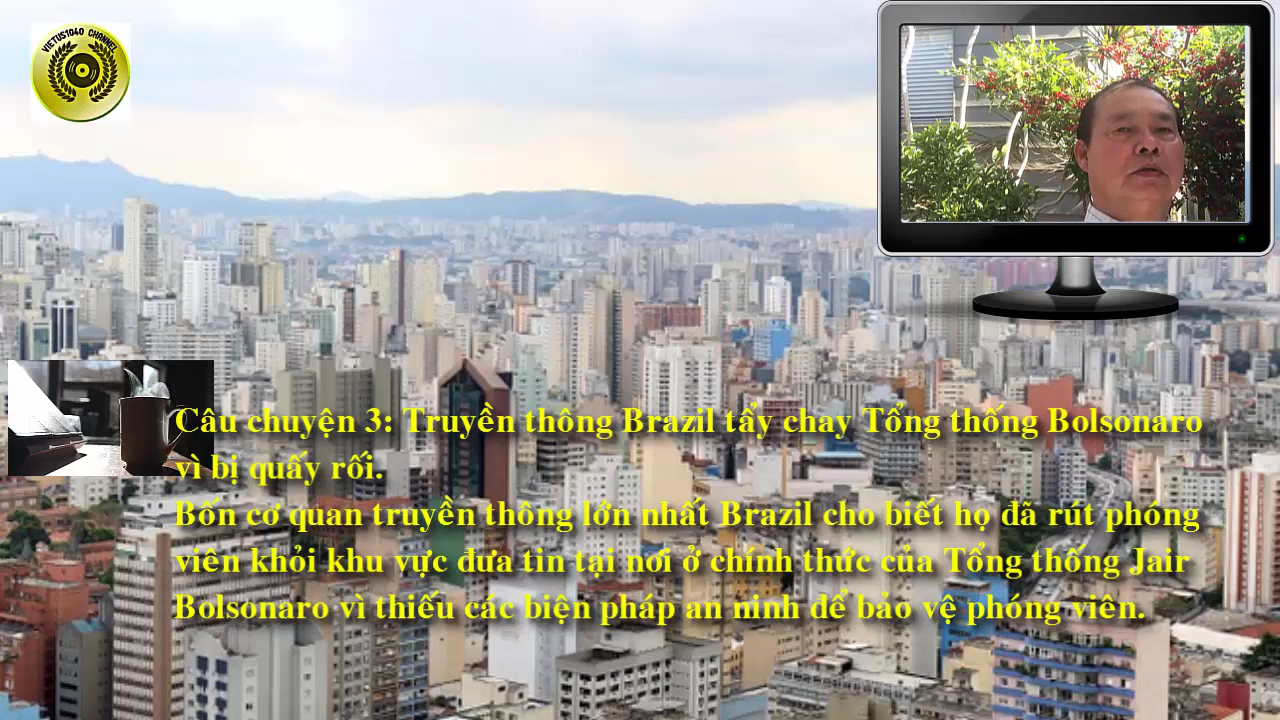 VIETUS1040 CHANNEL
Câu chuyện 3: Truyền thông Brazil tẩy chay Tổng thống Bolsonaro
vì bị quấy rối.
Bốn cơ quan truyền thông lớn nhất Brazil cho biết họ đã rút phóng
viên khỏi khu vực đưa tin tại nơi ở chính thức của Tổng thống Jair
Bolsonaro vì thiếu các biện pháp an ninh để bảo vệ phóng viên.